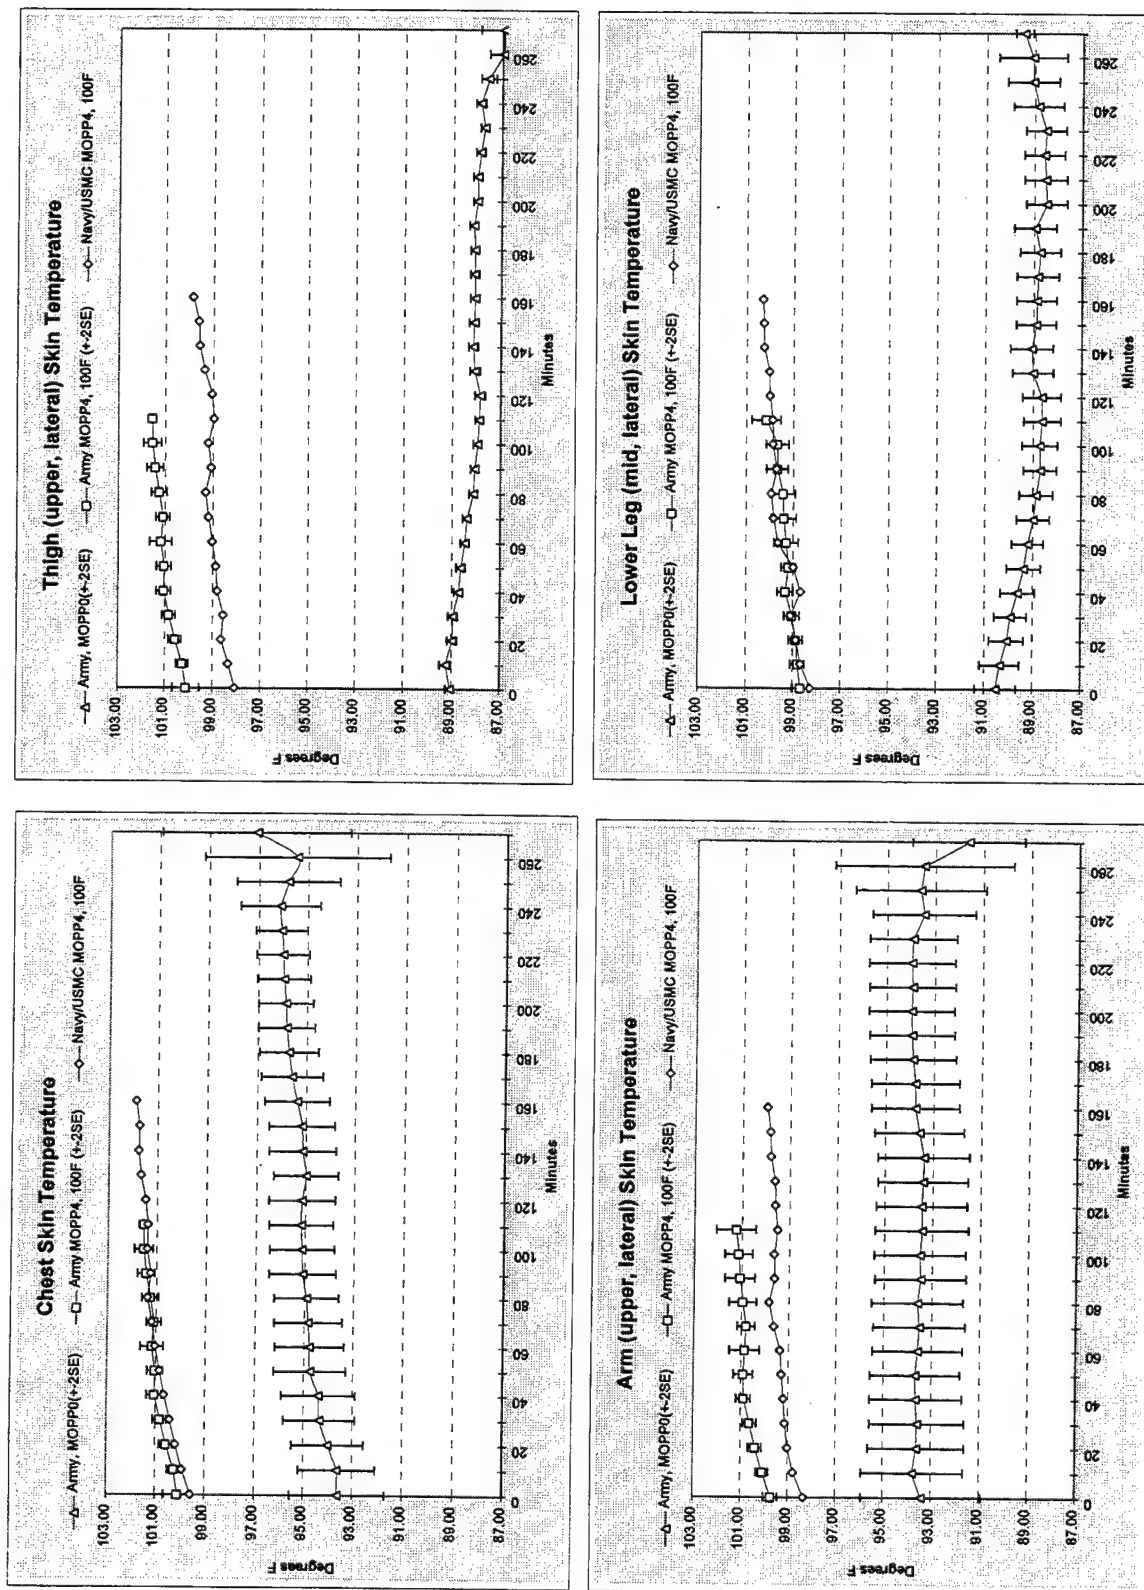 Chest Skin Temperature
Army, MOPP0(+-2SE) Army MOPP4, 100F (+-2SE) Navy/USMC MOPP4, 100F
103.00
101.00
99.00
97.00
95.00
93.00
91.00
89.00
87.00
Degrees F
0 20 40 60 80 100 120 140 160 180 200 220 240 260
Minutes
Thigh (upper, lateral) Skin Temperature
Army, MOPP0(+-2SE) Army MOPP4, 100F (+-2SE) Navy/USMC MOPP4, 100F
103.00
101.00
99.00
97.00
95.00
93.00
91.00
89.00
87.00
Degrees F
0 20 40 60 80 100 120 140 160 180 200 220 240 260
Minutes
Arm (upper, lateral) Skin Temperature
Army, MOPP0(+-2SE) Army MOPP4, 100F (+-2SE) Navy/USMC MOPP4, 100F
103.00
101.00
99.00
97.00
95.00
93.00
91.00
89.00
87.00
Degrees F
0 20 40 60 80 100 120 140 160 180 200 220 240 260
Minutes
Lower Leg (mid, lateral) Skin Temperature
Army, MOPP0(+-2SE) Army MOPP4, 100F (+-2SE) Navy/USMC MOPP4, 100F
103.00
101.00
99.00
97.00
95.00
93.00
91.00
89.00
87.00
Degrees F
0 20 40 60 80 100 120 140 160 180 200 220 240 260
Minutes